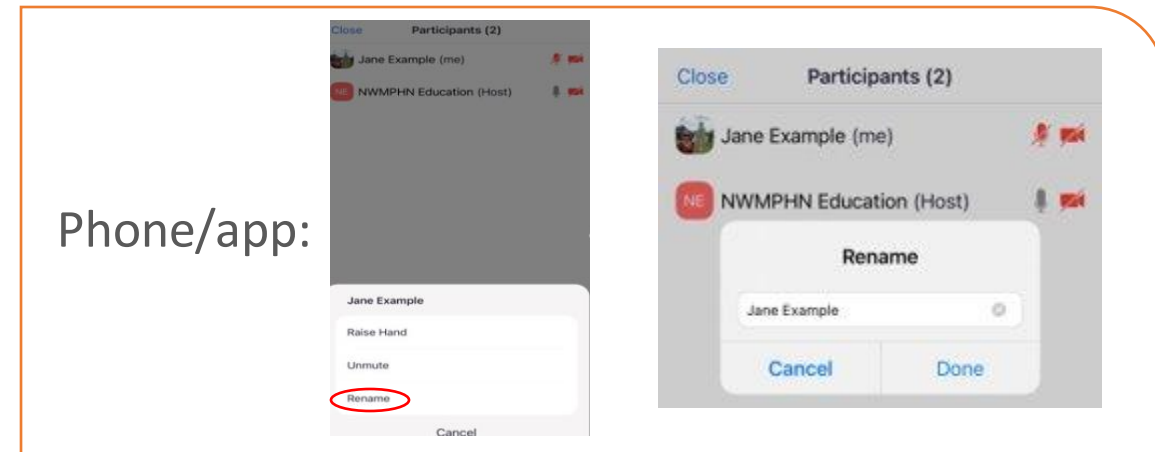 Phone/app:
Close Participants (2)
Jane Example (me)
NE NWMPHN Education (Host)
Jane Example
Raise Hand
Unmute
Rename
Cancel
Close Participants (2)
Jane Example (me)
NE NWMPHN Education (Host)
Rename
Jane Example
Cancel Done